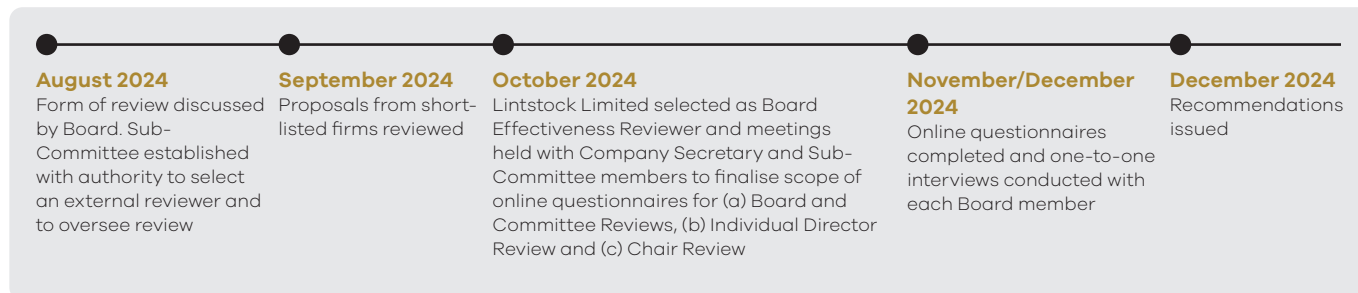 August 2024
Form of review discussed
by Board. Sub-
Committee established
with authority to select
an external reviewer and
to oversee review
September 2024
Proposals from short-
listed firms reviewed
October 2024
Lintstock Limited selected as Board
Effectiveness Reviewer and meetings
held with Company Secretary and Sub-
Committee members to finalise scope of
online questionnaires for (a) Board and
Committee Reviews, (b) Individual Director
Review and (c) Chair Review
November/December
2024
Online questionnaires
completed and one-to-one
interviews conducted with
each Board member
December 2024
Recommendations
issued